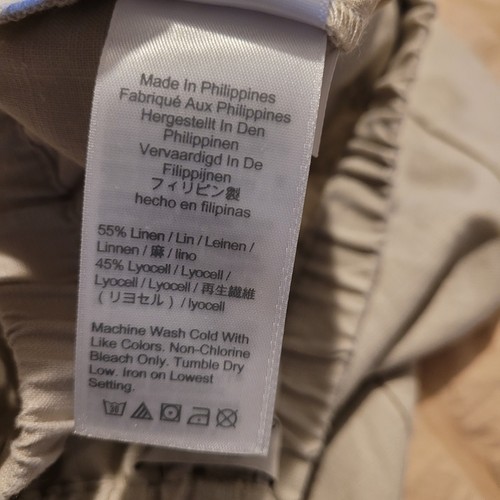 Made In Philippines
Fabriqué Aux Philippines
Hergestellt In Den
Philippinen
Vervaardigd In De
Filippijnen
フィリピン製
hecho en filipinas
55% Linen / Lin / Leinen /
Linnen / 麻 / lino
45% Lyocell / Lyocell /
Lyocell / Lyocell / 再生繊維
(リヨセル) / lyocell
Machine Wash Cold With
Like Colors. Non-Chlorine
Bleach Only. Tumble Dry
Low. Iron on Lowest
Setting.